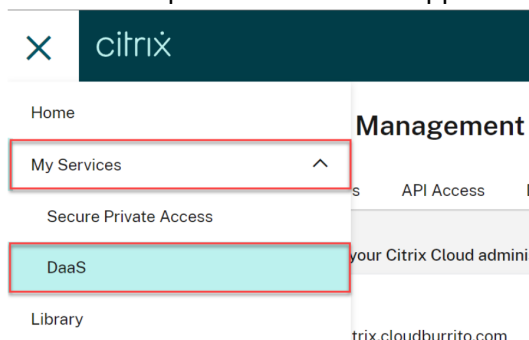 citrix
Home
Management
My Services
s API Access
Secure Private Access
DaaS
your Citrix Cloud admini
Library
trix.cloudburrito.com